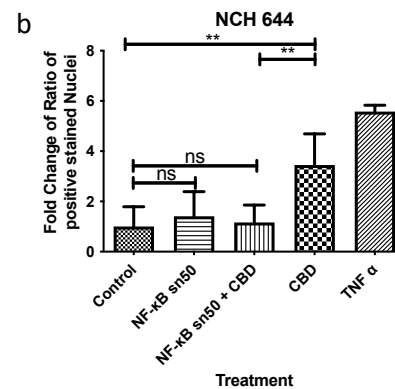 b
NCH 644
Fold Change of Ratio of
positive stained Nuclei
8
6
4
2
0
**
**
ns
ns
Control
NF-κB sn50
NF-κB sn50 + CBD
CBD
TNF α
Treatment